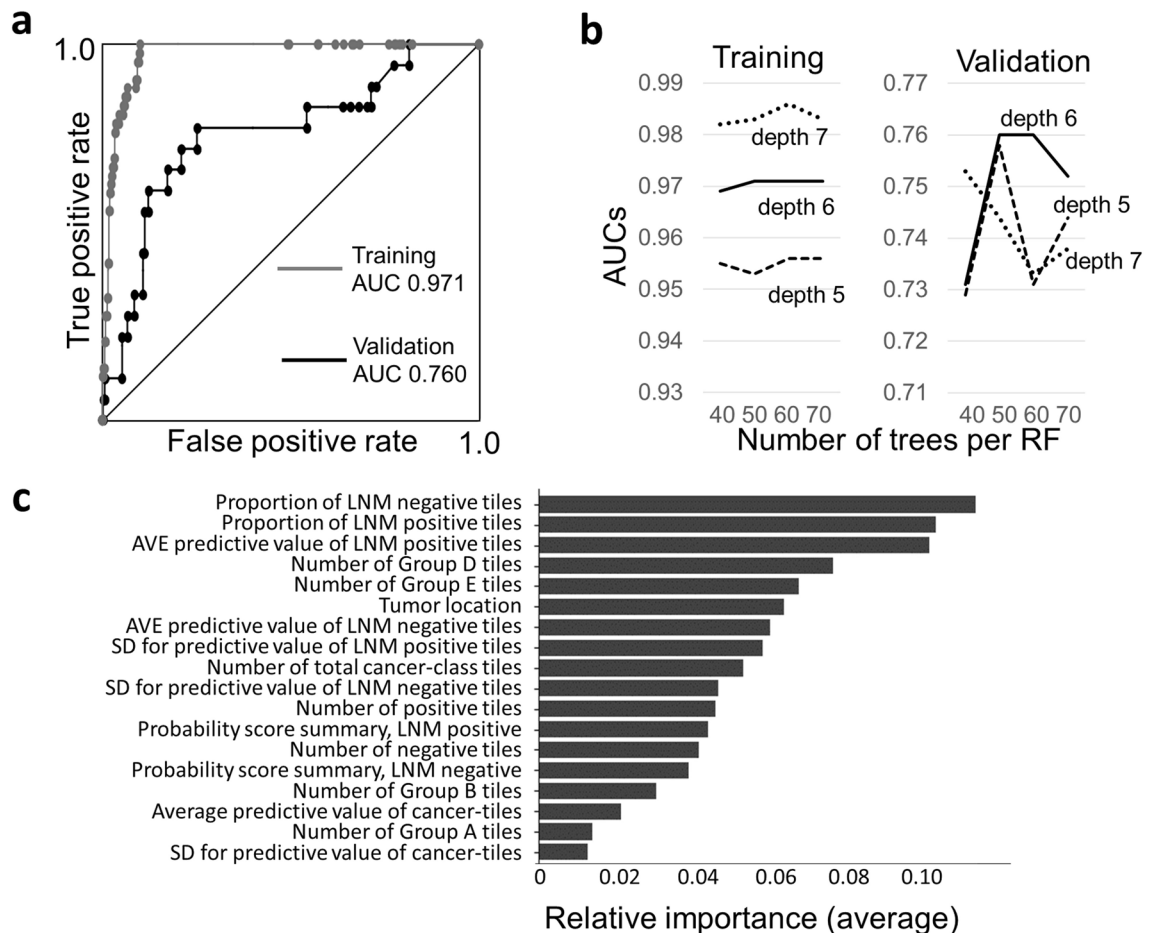 a
1.0
True positive rate
Training
AUC 0.971
Validation
AUC 0.760
False positive rate
1.0
b
Training
0.99
0.98
0.97
0.96
0.95
0.94
0.93
AUCs
depth 7
depth 6
depth 5
40 50 60 70
Validation
0.77
0.76
0.75
0.74
0.73
0.72
0.71
depth 6
depth 5
depth 7
40 50 60 70
Number of trees per RF
c
Proportion of LNM negative tiles
Proportion of LNM positive tiles
AVE predictive value of LNM positive tiles
Number of Group D tiles
Number of Group E tiles
Tumor location
AVE predictive value of LNM negative tiles
SD for predictive value of LNM positive tiles
Number of total cancer-class tiles
SD for predictive value of LNM negative tiles
Number of positive tiles
Probability score summary, LNM positive
Number of negative tiles
Probability score summary, LNM negative
Number of Group B tiles
Average predictive value of cancer-tiles
Number of Group A tiles
SD for predictive value of cancer-tiles
0 0.02 0.04 0.06 0.08 0.10
Relative importance (average)